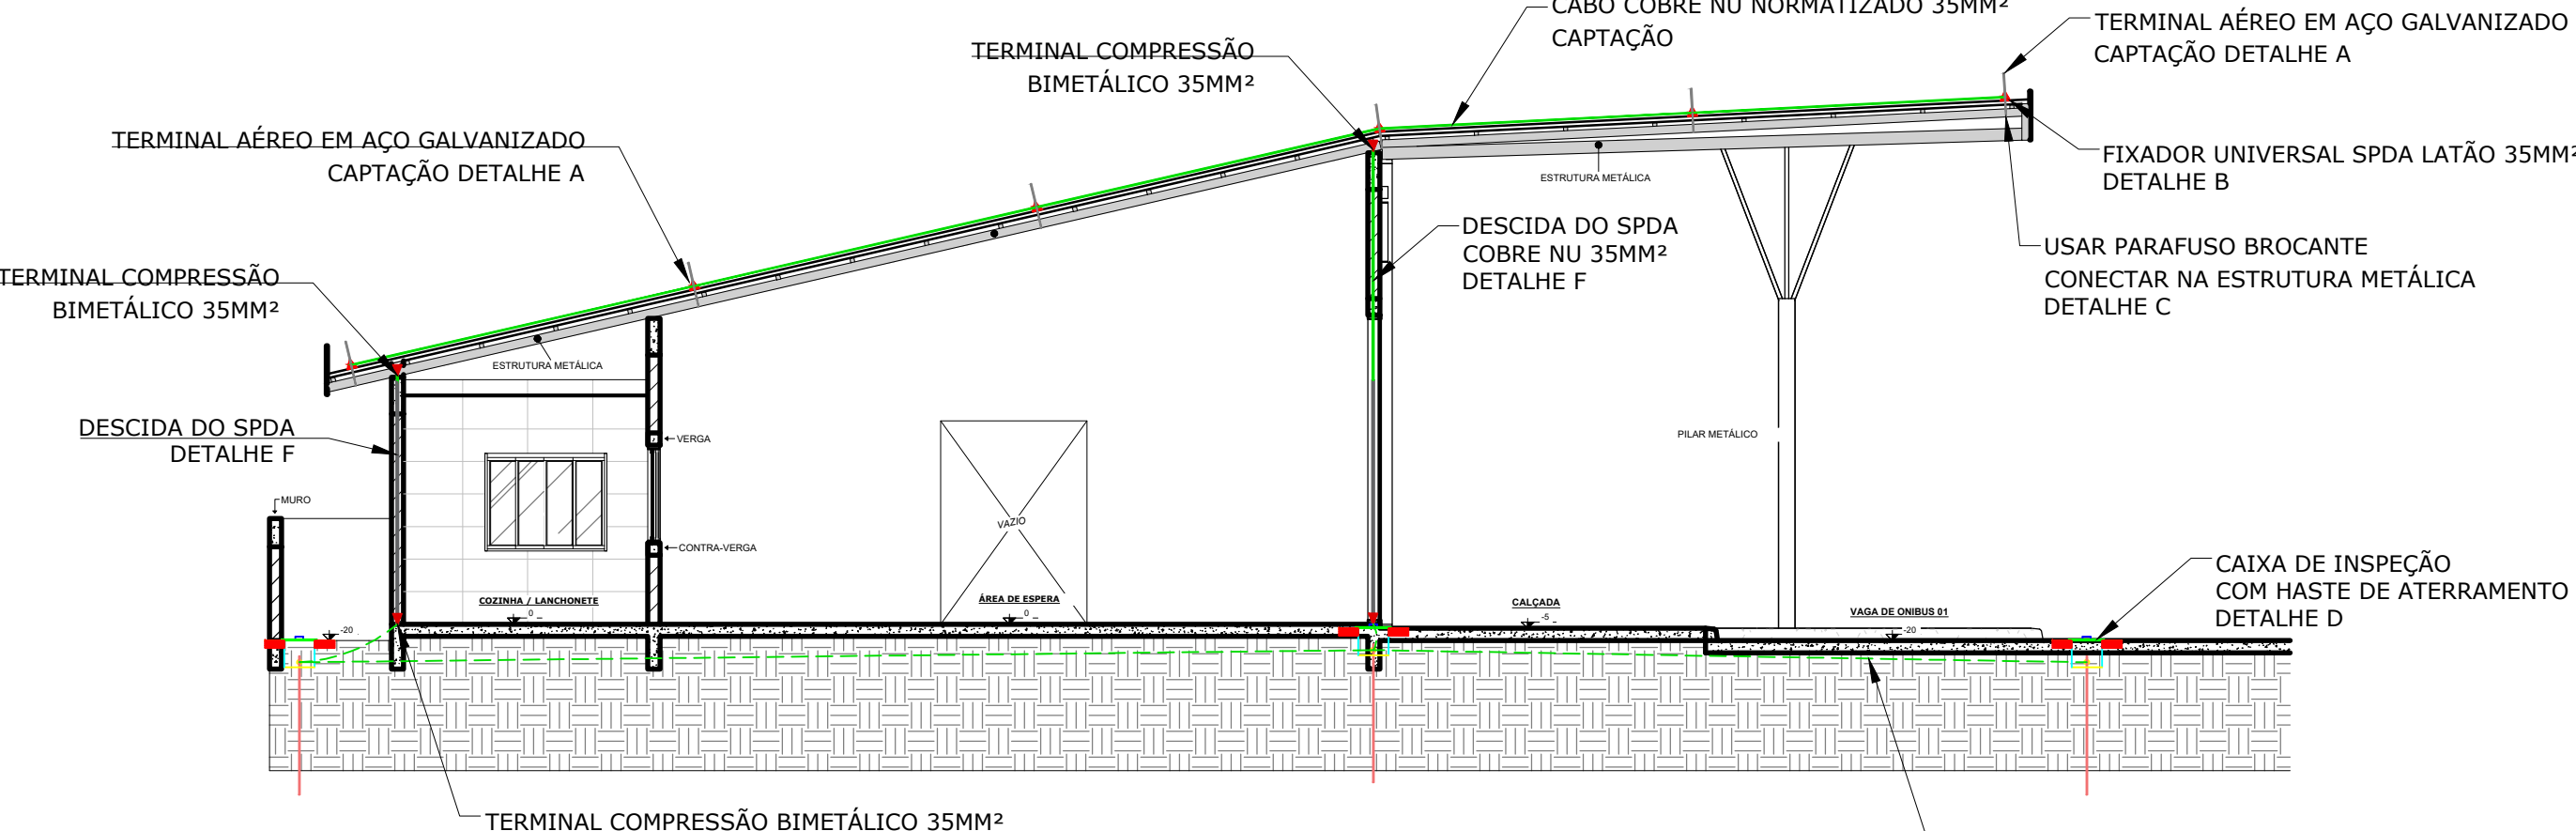 CABO COBRE NU NORMATIZADO 35MM²
CAPTAÇÃO
TERMINAL AÉREO EM AÇO GALVANIZADO
CAPTAÇÃO DETALHE A
TERMINAL COMPRESSÃO
BIMETÁLICO 35MM²
TERMINAL AÉREO EM AÇO GALVANIZADO
CAPTAÇÃO DETALHE A
FIXADOR UNIVERSAL SPDA LATÃO 35MM²
DETALHE B
ESTRUTURA METÁLICA
DESCIDA DO SPDA
COBRE NU 35MM²
DETALHE F
USAR PARAFUSO BROCANTE
CONECTAR NA ESTRUTURA METÁLICA
DETALHE C
TERMINAL COMPRESSÃO
BIMETÁLICO 35MM²
ESTRUTURA METÁLICA
DESCIDA DO SPDA
DETALHE F
VERGA
PILAR METÁLICO
MURO
VAZIO
CONTRA-VERGA
CAIXA DE INSPEÇÃO
COM HASTE DE ATERRAMENTO
DETALHE D
COZINHA / LANCHONETE
0
ÁREA DE ESPERA
0
CALÇADA
-5
VAGA DE ONIBUS 01
-20
-20
TERMINAL COMPRESSÃO BIMETÁLICO 35MM²